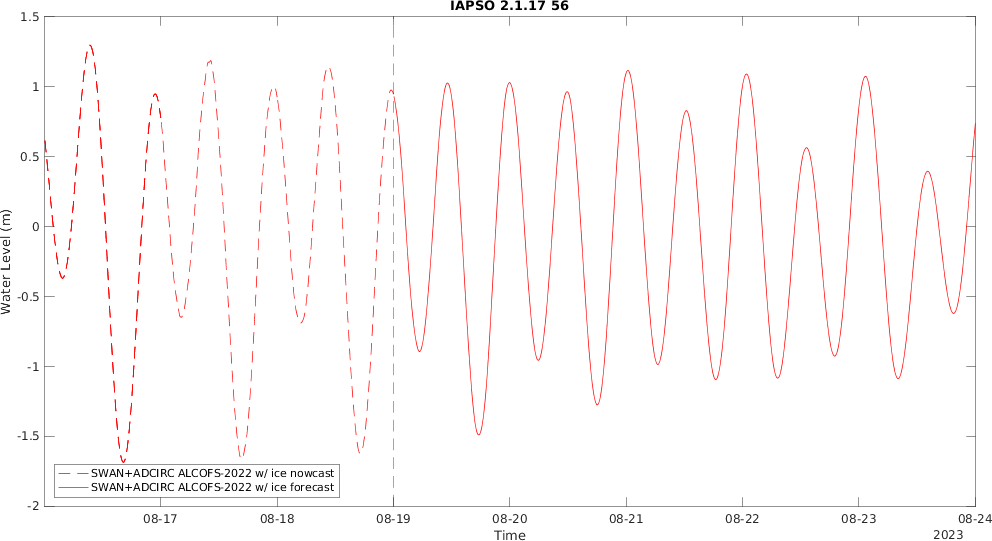 IAPSO 2.1.17 56
Water Level (m)
1.5
1
0.5
0
-0.5
-1
-1.5
-2
SWAN+ADCIRC ALCOFS-2022 w/ ice nowcast
SWAN+ADCIRC ALCOFS-2022 w/ ice forecast
08-17 08-18 08-19 08-20 08-21 08-22 08-23 08-24
Time
2023